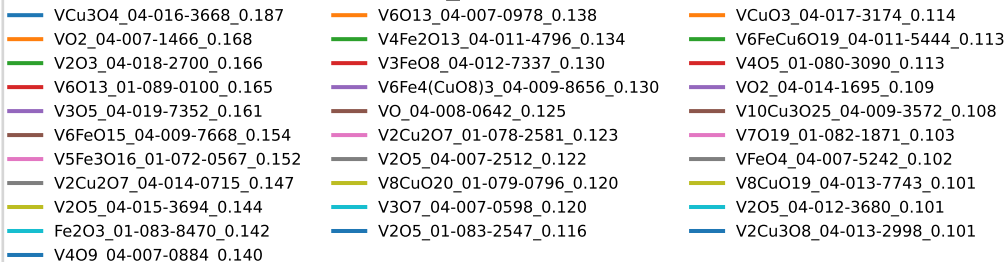 VCu3O4_04-016-3668_0.187
VO2_04-007-1466_0.168
V2O3_04-018-2700_0.166
V6O13_01-089-0100_0.165
V3O5_04-019-7352_0.161
V6FeO15_04-009-7668_0.154
V5Fe3O16_01-072-0567_0.152
V2Cu2O7_04-014-0715_0.147
V2O5_04-015-3694_0.144
Fe2O3_01-083-8470_0.142
V4O9_04-007-0884_0.140
V6O13_04-007-0978_0.138
V4Fe2O13_04-011-4796_0.134
V3FeO8_04-012-7337_0.130
V6Fe4(CuO8)3_04-009-8656_0.130
VO_04-008-0642_0.125
V2Cu2O7_01-078-2581_0.123
V2O5_04-007-2512_0.122
V8CuO20_01-079-0796_0.120
V3O7_04-007-0598_0.120
V2O5_01-083-2547_0.116
VCuO3_04-017-3174_0.114
V6FeCu6O19_04-011-5444_0.113
V4O5_01-080-3090_0.113
VO2_04-014-1695_0.109
V10Cu3O25_04-009-3572_0.108
V7O19_01-082-1871_0.103
VFeO4_04-007-5242_0.102
V8CuO19_04-013-7743_0.101
V2O5_04-012-3680_0.101
V2Cu3O8_04-013-2998_0.101